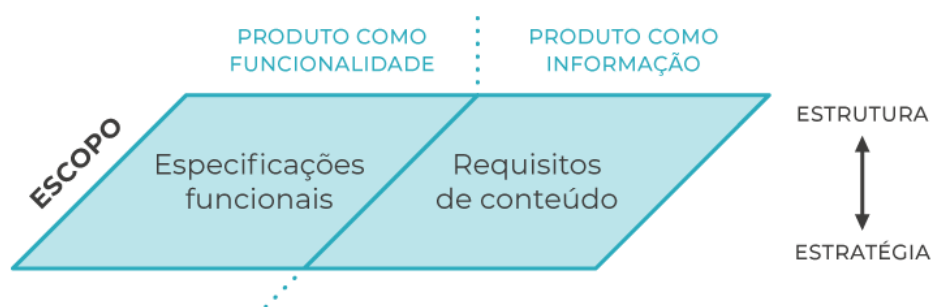 PRODUTO COMO
FUNCIONALIDADE
PRODUTO COMO
INFORMAÇÃO
ESCOPO
Especificações
funcionais
Requisitos
de conteúdo
ESTRUTURA
ESTRATÉGIA